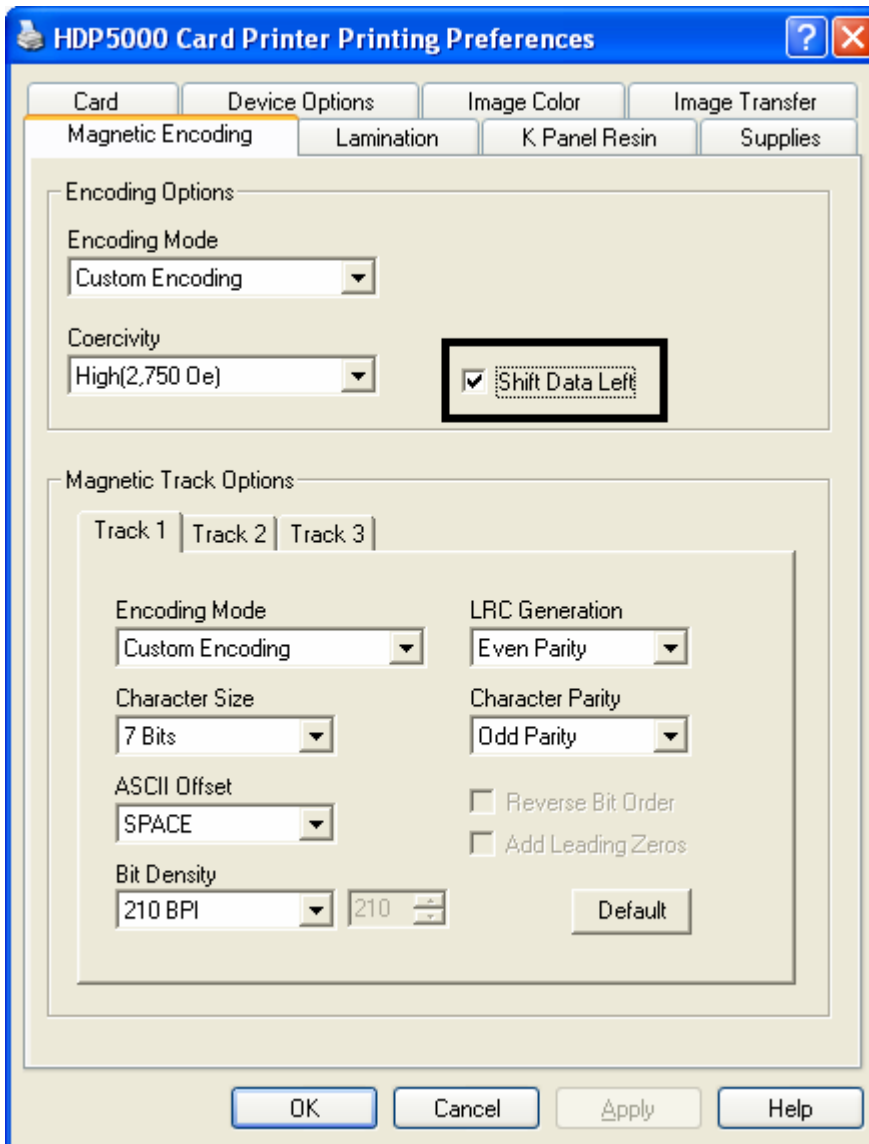 HDP5000 Card Printer Printing Preferences
Card Device Options Image Color Image Transfer
Magnetic Encoding Lamination K Panel Resin Supplies
Encoding Options
Encoding Mode
Custom Encoding
Coercivity
High(2,750 Oe)
Shift Data Left
Magnetic Track Options
Track 1 Track 2 Track 3
Encoding Mode LRC Generation
Custom Encoding Even Parity
Character Size Character Parity
7 Bits Odd Parity
ASCII Offset
Reverse Bit Order
SPACE
Add Leading Zeros
Bit Density
210 BPI 210 Default
OK Cancel Apply Help